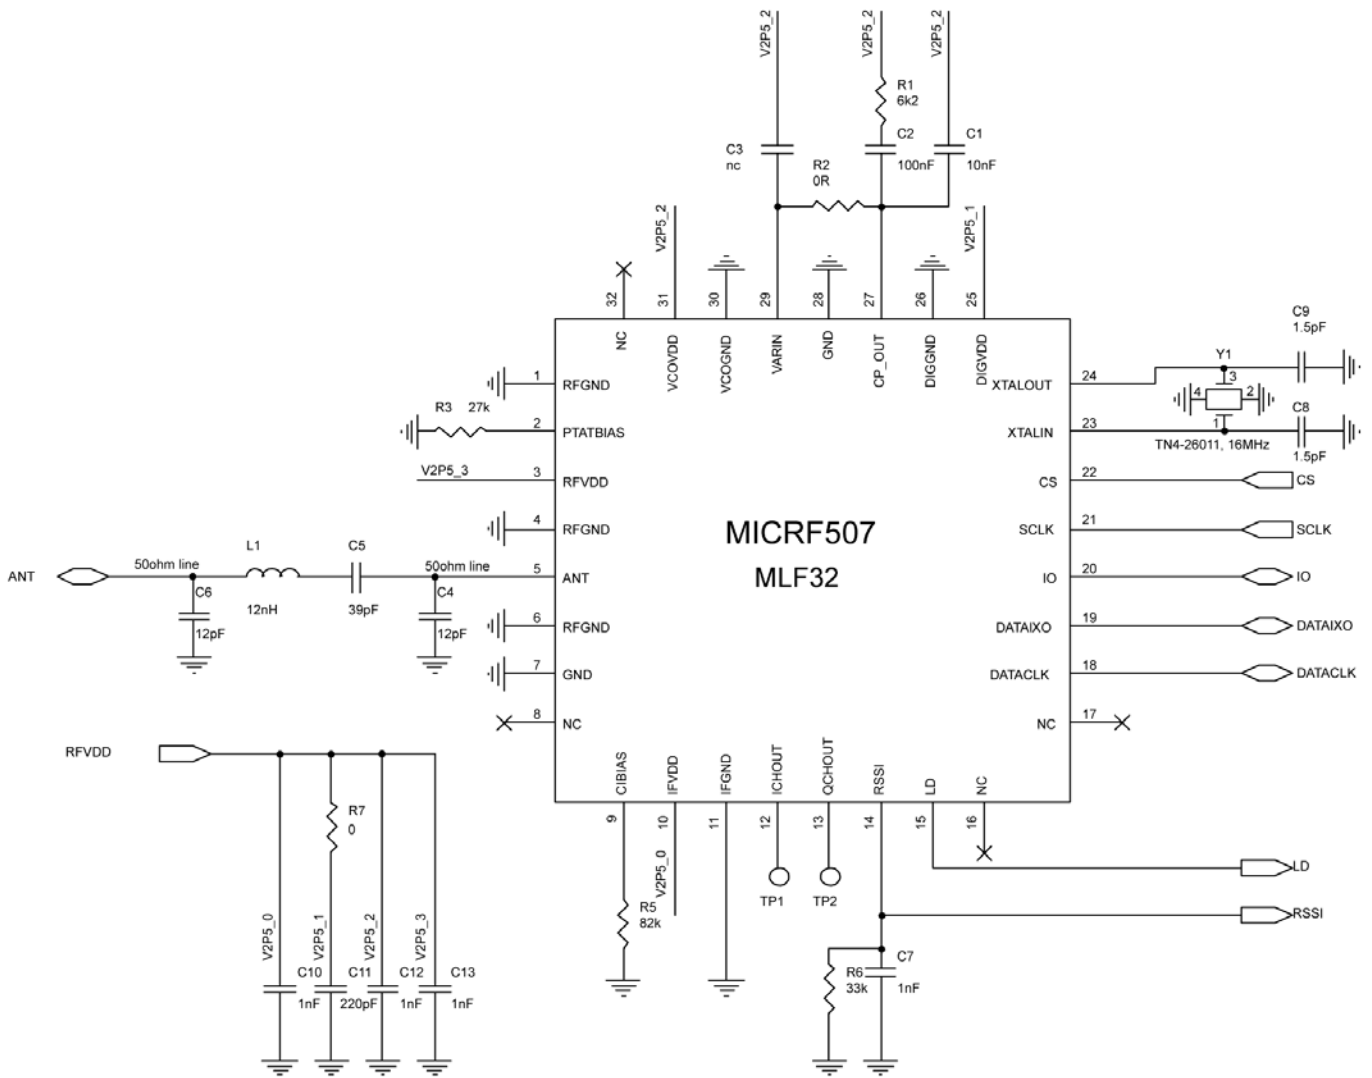 V2P5_2
V2P5_2
V2P5_2
R1
6k2
C3
nc
R2
0R
C2
100nF
C1
10nF
V2P5_2
V2P5_1
32
31
30
29
28
27
26
25
NC
VCOVDD
VCOGND
VARIN
GND
CP_OUT
DIGGND
DIGVDD
C9
1.5pF
1
RFGND
XTALOUT
24
Y1
3
4
2
1
R3
27k
2
PTATBIAS
XTALIN
23
TN4-26011, 16MHz
C8
1.5pF
V2P5_3
3
RFVDD
CS
22
CS
4
RFGND
MICRF507
SCLK
21
SCLK
ANT
50ohm line
L1
12nH
C5
39pF
50ohm line
5
ANT
MLF32
IO
20
IO
C6
12pF
C4
12pF
6
RFGND
DATAIXO
19
DATAIXO
7
GND
DATACLK
18
DATACLK
8
NC
NC
17
RFVDD
CIBIAS
IFVDD
IFGND
ICHOUT
QCHOUT
RSSI
LD
NC
9
10
11
12
13
14
15
16
R7
0
V2P5_0
TP1
TP2
LD
R5
82k
RSSI
V2P5_0
V2P5_1
V2P5_2
V2P5_3
C10
1nF
C11
220pF
C12
1nF
C13
1nF
R6
33k
C7
1nF